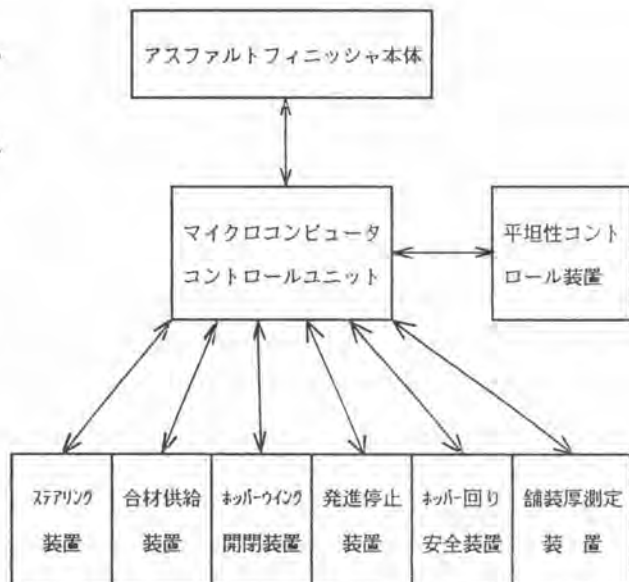 アスファルトフィニッシャ本体
マイクロコンピュータ
コントロールユニット
平坦性コント
ロール装置
ステアリング
装置
合材供給
装置
ホッパーウイング
開閉装置
発進停止
装置
ホッパー回り
安全装置
舗装厚測定
装 置